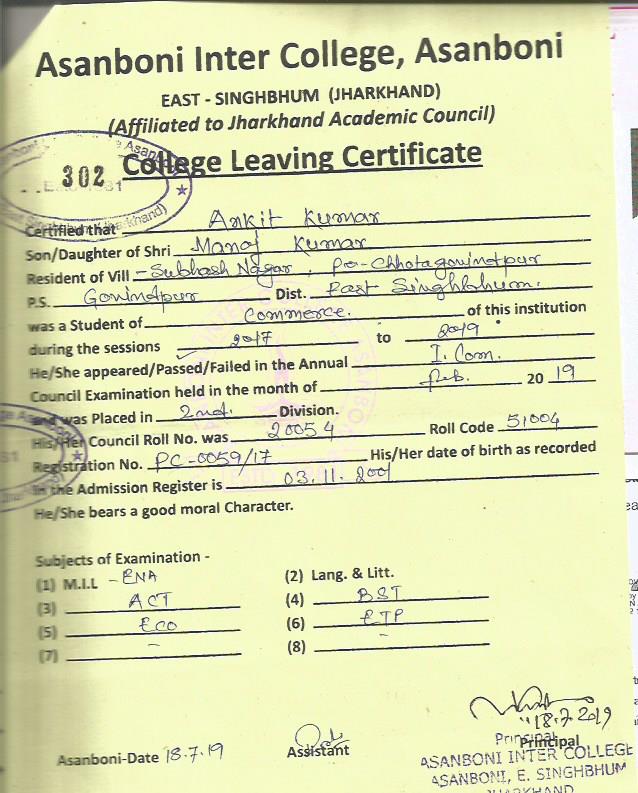 Asanboni Inter College, Asanboni
EAST - SINGHBHUM (JHARKHAND)
(Affiliated to Jharkhand Academic Council)
302 College Leaving Certificate
Certified that Ankit Kumar
Son/Daughter of Shri Manoj Kumar
Resident of Vill - Subhash Nagar, Po-Chhotagovindpur
P.S. Govindpur Dist. East Singhbhum.
was a Student of Commerce. of this institution
during the sessions 2017 to 2019
He/She appeared/Passed/Failed in the Annual I. Com.
Council Examination held in the month of Feb. 20 19
and was Placed in 2nd. Division.
His/Her Council Roll No. was 20054 Roll Code 51004
Registration No. PC-0059/17 His/Her date of birth as recorded
in the Admission Register is 03.11.2001
He/She bears a good moral Character.
Subjects of Examination -
(1) M.I.L - ENA (2) Lang. & Litt.
(3) ACT (4) BST
(5) ECO (6) ETP
(7) - (8) -
18.7.2019
Asanboni-Date 18.7.19 Assistant Principal
Principal
ASANBONI INTER COLLEGE
ASANBONI, E. SINGHBHUM
JHARKHAND